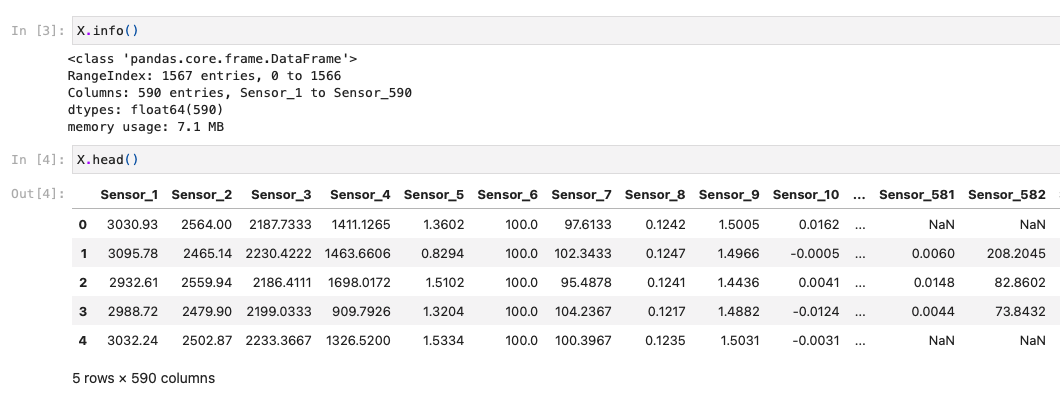 In [3]: X.info()
<class 'pandas.core.frame.DataFrame'>
RangeIndex: 1567 entries, 0 to 1566
Columns: 590 entries, Sensor_1 to Sensor_590
dtypes: float64(590)
memory usage: 7.1 MB
In [4]: X.head()
Out[4]: Sensor_1 Sensor_2 Sensor_3 Sensor_4 Sensor_5 Sensor_6 Sensor_7 Sensor_8 Sensor_9 Sensor_10 ... Sensor_581 Sensor_582
0 3030.93 2564.00 2187.7333 1411.1265 1.3602 100.0 97.6133 0.1242 1.5005 0.0162 ... NaN NaN
1 3095.78 2465.14 2230.4222 1463.6606 0.8294 100.0 102.3433 0.1247 1.4966 -0.0005 ... 0.0060 208.2045
2 2932.61 2559.94 2186.4111 1698.0172 1.5102 100.0 95.4878 0.1241 1.4436 0.0041 ... 0.0148 82.8602
3 2988.72 2479.90 2199.0333 909.7926 1.3204 100.0 104.2367 0.1217 1.4882 -0.0124 ... 0.0044 73.8432
4 3032.24 2502.87 2233.3667 1326.5200 1.5334 100.0 100.3967 0.1235 1.5031 -0.0031 ... NaN NaN
5 rows × 590 columns